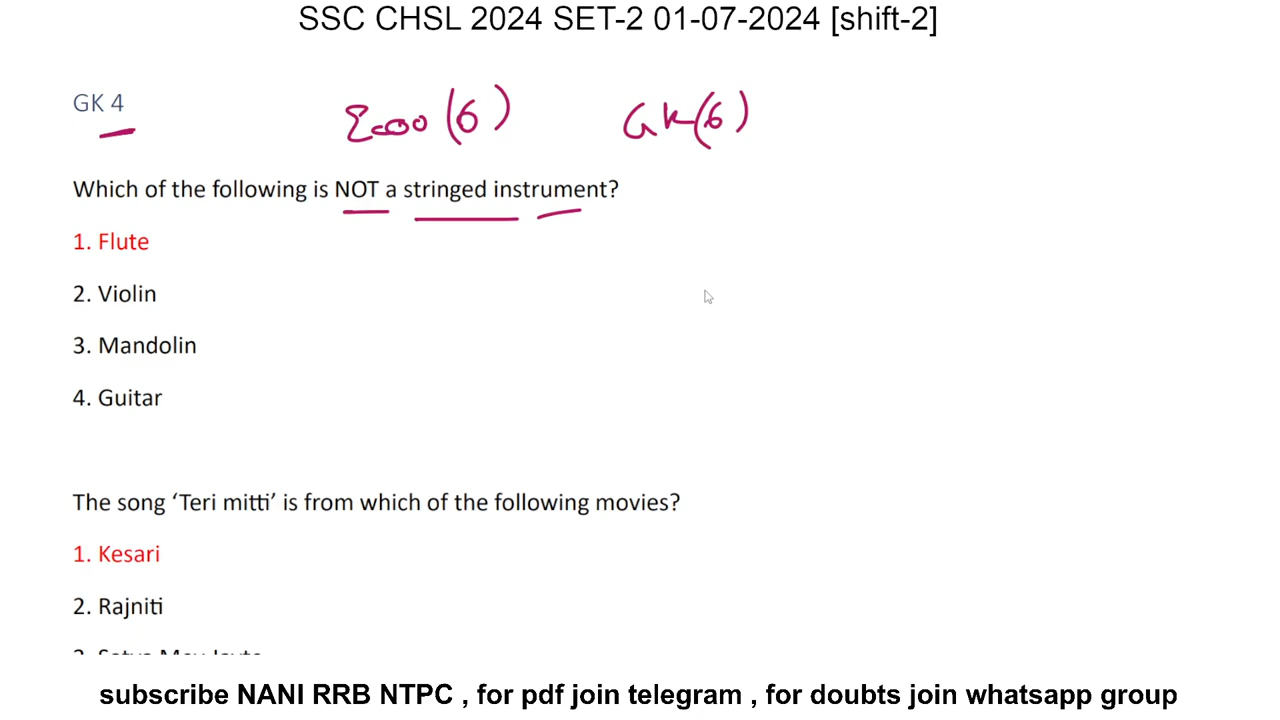 SSC CHSL 2024 SET-2 01-07-2024 [shift-2]
GK 4
(6) GK(6)
Which of the following is NOT a stringed instrument?
1. Flute
2. Violin
3. Mandolin
4. Guitar
The song ‘Teri mitti’ is from which of the following movies?
1. Kesari
2. Rajniti
subscribe NANI RRB NTPC , for pdf join telegram , for doubts join whatsapp group